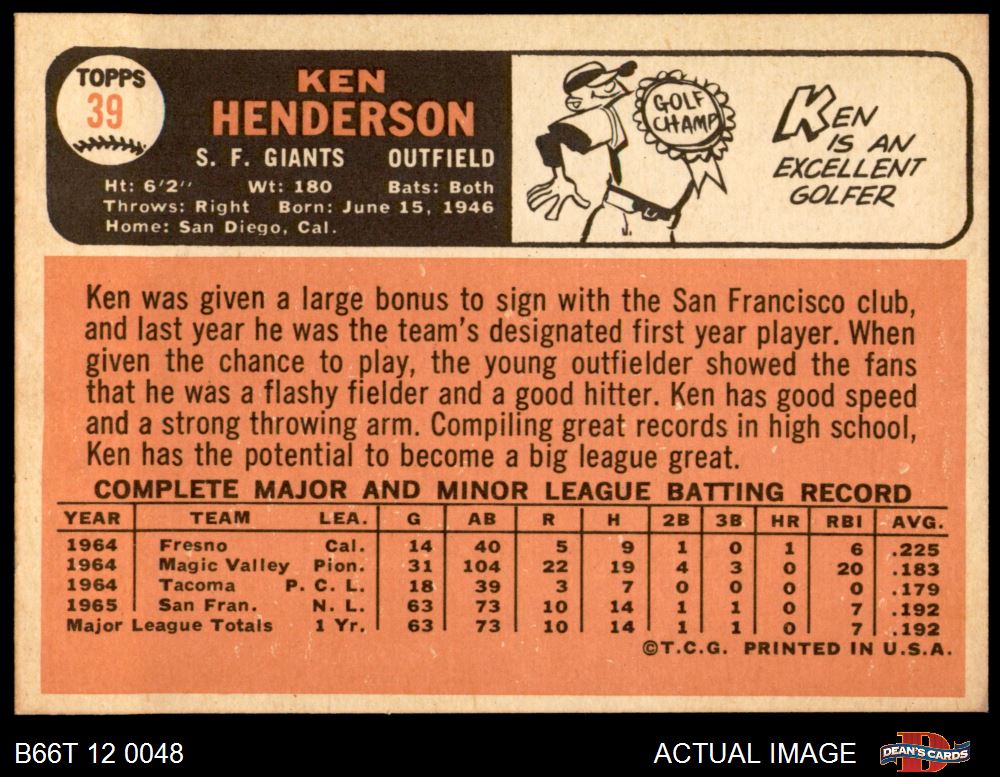 TOPPS
39
KEN
HENDERSON
S. F. GIANTS OUTFIELD
Ht: 6'2" Wt: 180 Bats: Both
Throws: Right Born: June 15, 1946
Home: San Diego, Cal.
GOLF
CHAMP
KEN
IS AN
EXCELLENT
GOLFER
Ken was given a large bonus to sign with the San Francisco club,
and last year he was the team's designated first year player. When
given the chance to play, the young outfielder showed the fans
that he was a flashy fielder and a good hitter. Ken has good speed
and a strong throwing arm. Compiling great records in high school,
Ken has the potential to become a big league great.
COMPLETE MAJOR AND MINOR LEAGUE BATTING RECORD
YEAR TEAM LEA. G AB R H 2B 3B HR RBI AVG.
1964 Fresno Cal. 14 40 5 9 1 0 1 6 .225
1964 Magic Valley Pion. 31 104 22 19 4 3 0 20 .183
1964 Tacoma P. C. L. 18 39 3 7 0 0 0 0 .179
1965 San Fran. N. L. 63 73 10 14 1 1 0 7 .192
Major League Totals 1 Yr. 63 73 10 14 1 1 0 7 .192
©T.C.G. PRINTED IN U.S.A.
B66T 12 0048
ACTUAL IMAGE
DEAN'S CARDS